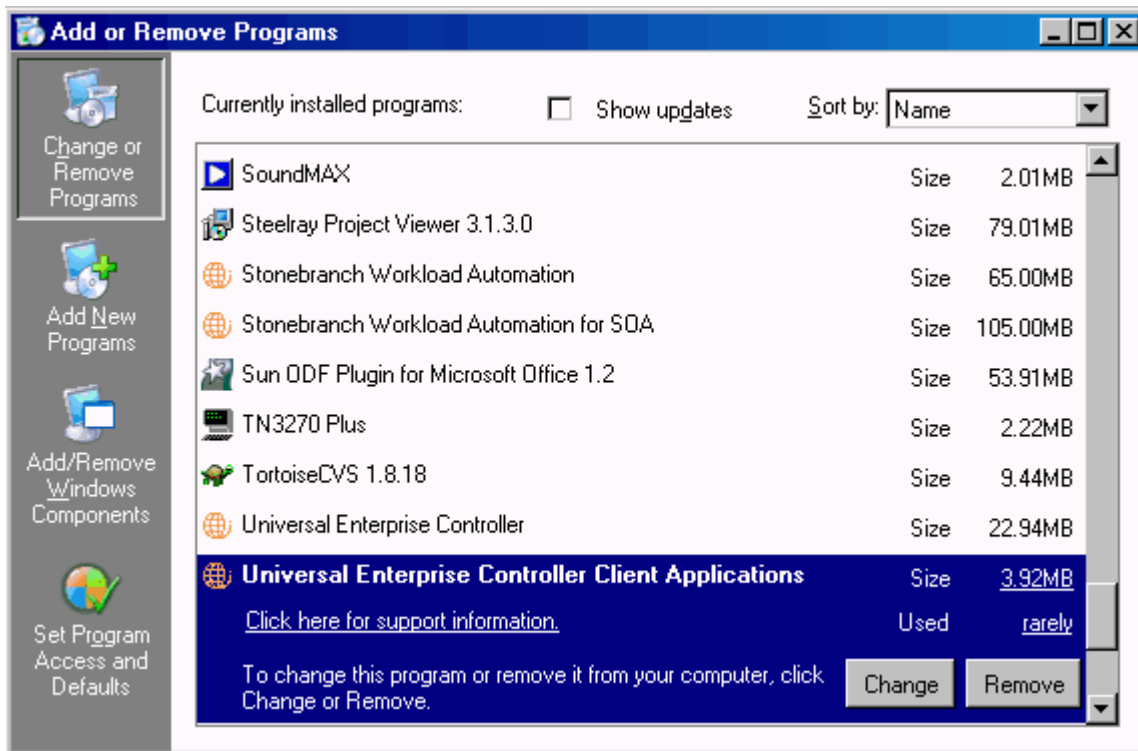 Add or Remove Programs
Change or
Remove
Programs
Add New
Programs
Add/Remove
Windows
Components
Set Program
Access and
Defaults
Currently installed programs: Show updates Sort by: Name
SoundMAX Size 2.01MB
Steelray Project Viewer 3.1.3.0 Size 79.01MB
Stonebranch Workload Automation Size 65.00MB
Stonebranch Workload Automation for SOA Size 105.00MB
Sun ODF Plugin for Microsoft Office 1.2 Size 53.91MB
TN3270 Plus Size 2.22MB
TortoiseCVS 1.8.18 Size 9.44MB
Universal Enterprise Controller Size 22.94MB
Universal Enterprise Controller Client Applications Size 3.92MB
Click here for support information. Used rarely
To change this program or remove it from your computer, click
Change or Remove.
Change Remove